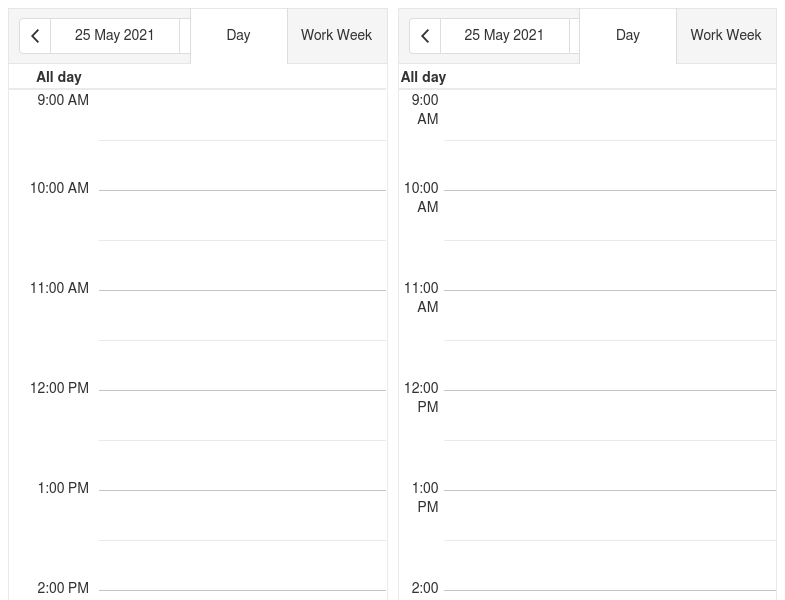 25 May 2021
Day
Work Week
All day
9:00 AM
10:00 AM
11:00 AM
12:00 PM
1:00 PM
2:00 PM
25 May 2021
Day
Work Week
All day
9:00
AM
10:00
AM
11:00
AM
12:00
PM
1:00
PM
2:00